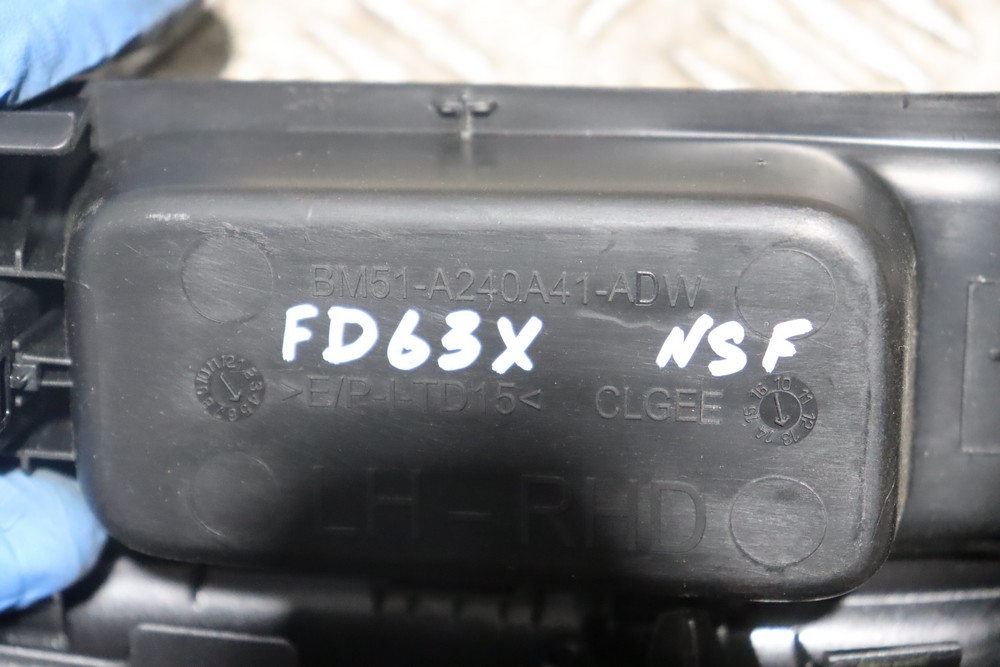 BM51-A240A41-ADW
FD63X NSF
>E/P-I-TD15< CLGEE
LH - RHD